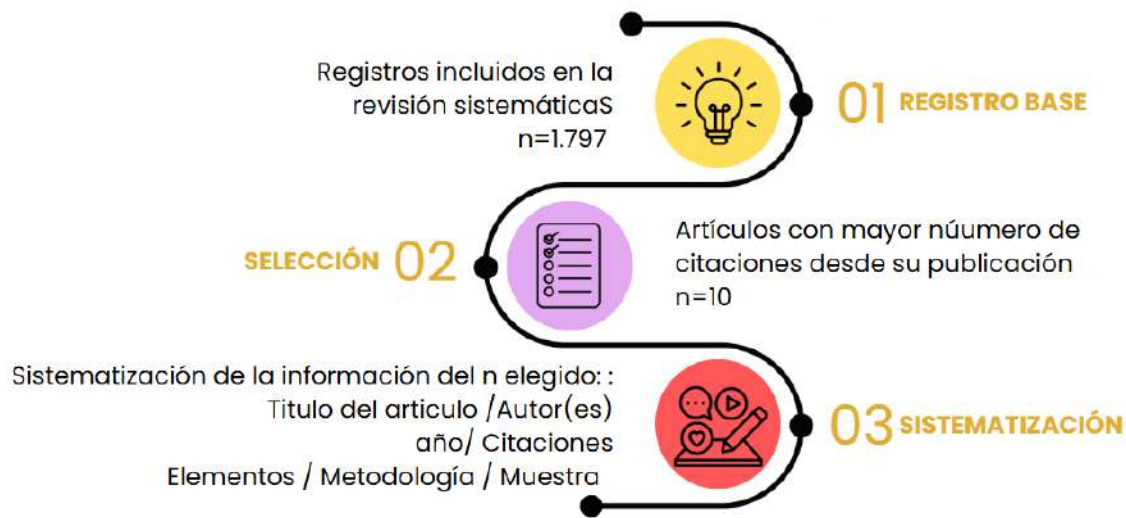 Registros incluidos en la
revisión sistemáticaS
n=1.797
01 REGISTRO BASE
SELECCIÓN 02
Artículos con mayor núumero de
citaciones desde su publicación
n=10
Sistematización de la información del n elegido: :
Titulo del articulo /Autor(es)
año/ Citaciones
Elementos / Metodología / Muestra
03 SISTEMATIZACIÓN